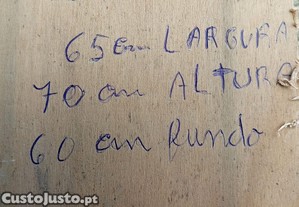 65 cm LARGURA
70 cm ALTURA
60 cm Fundo
CustoJusto.pt